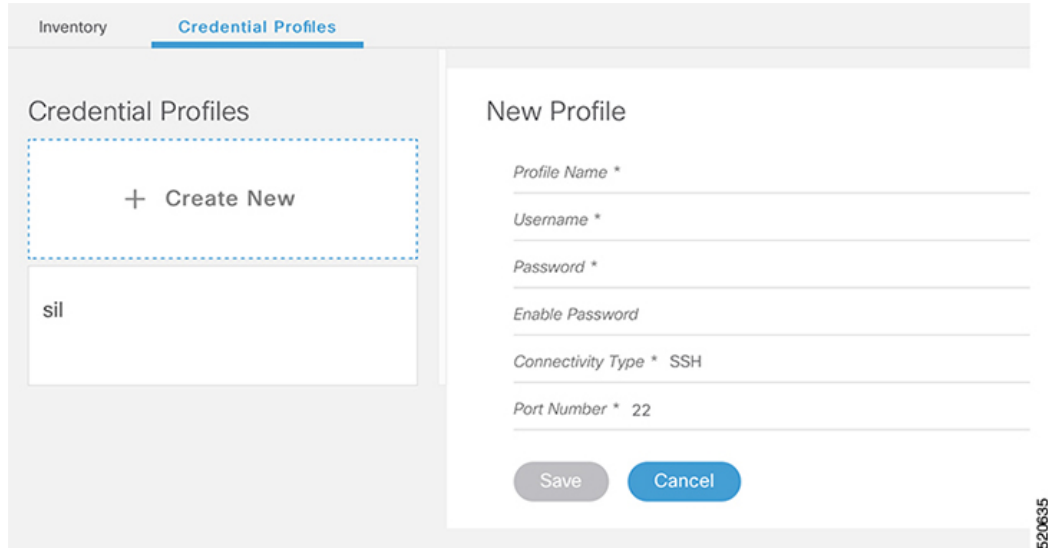 Inventory
Credential Profiles
Credential Profiles
+ Create New
sil
New Profile
Profile Name *
Username *
Password *
Enable Password
Connectivity Type * SSH
Port Number * 22
Save
Cancel
520635